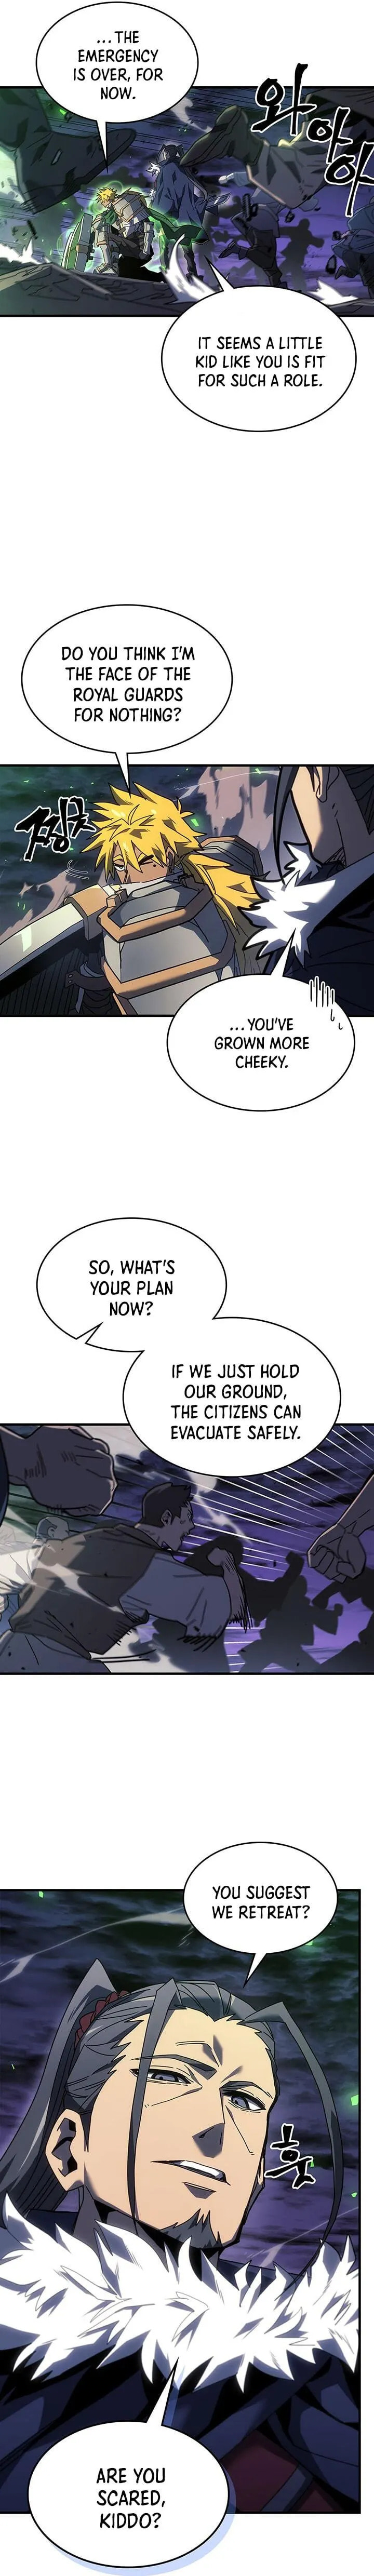 ...THE
EMERGENCY
IS OVER, FOR
NOW.
와아아
IT SEEMS A LITTLE
KID LIKE YOU IS FIT
FOR SUCH A ROLE.
DO YOU THINK I'M
THE FACE OF THE
ROYAL GUARDS
FOR NOTHING?
...YOU'VE
GROWN MORE
CHEEKY.
SO, WHAT'S
YOUR PLAN
NOW?
IF WE JUST HOLD
OUR GROUND,
THE CITIZENS CAN
EVACUATE SAFELY.
YOU SUGGEST
WE RETREAT?
흣
ARE YOU
SCARED,
KIDDO?